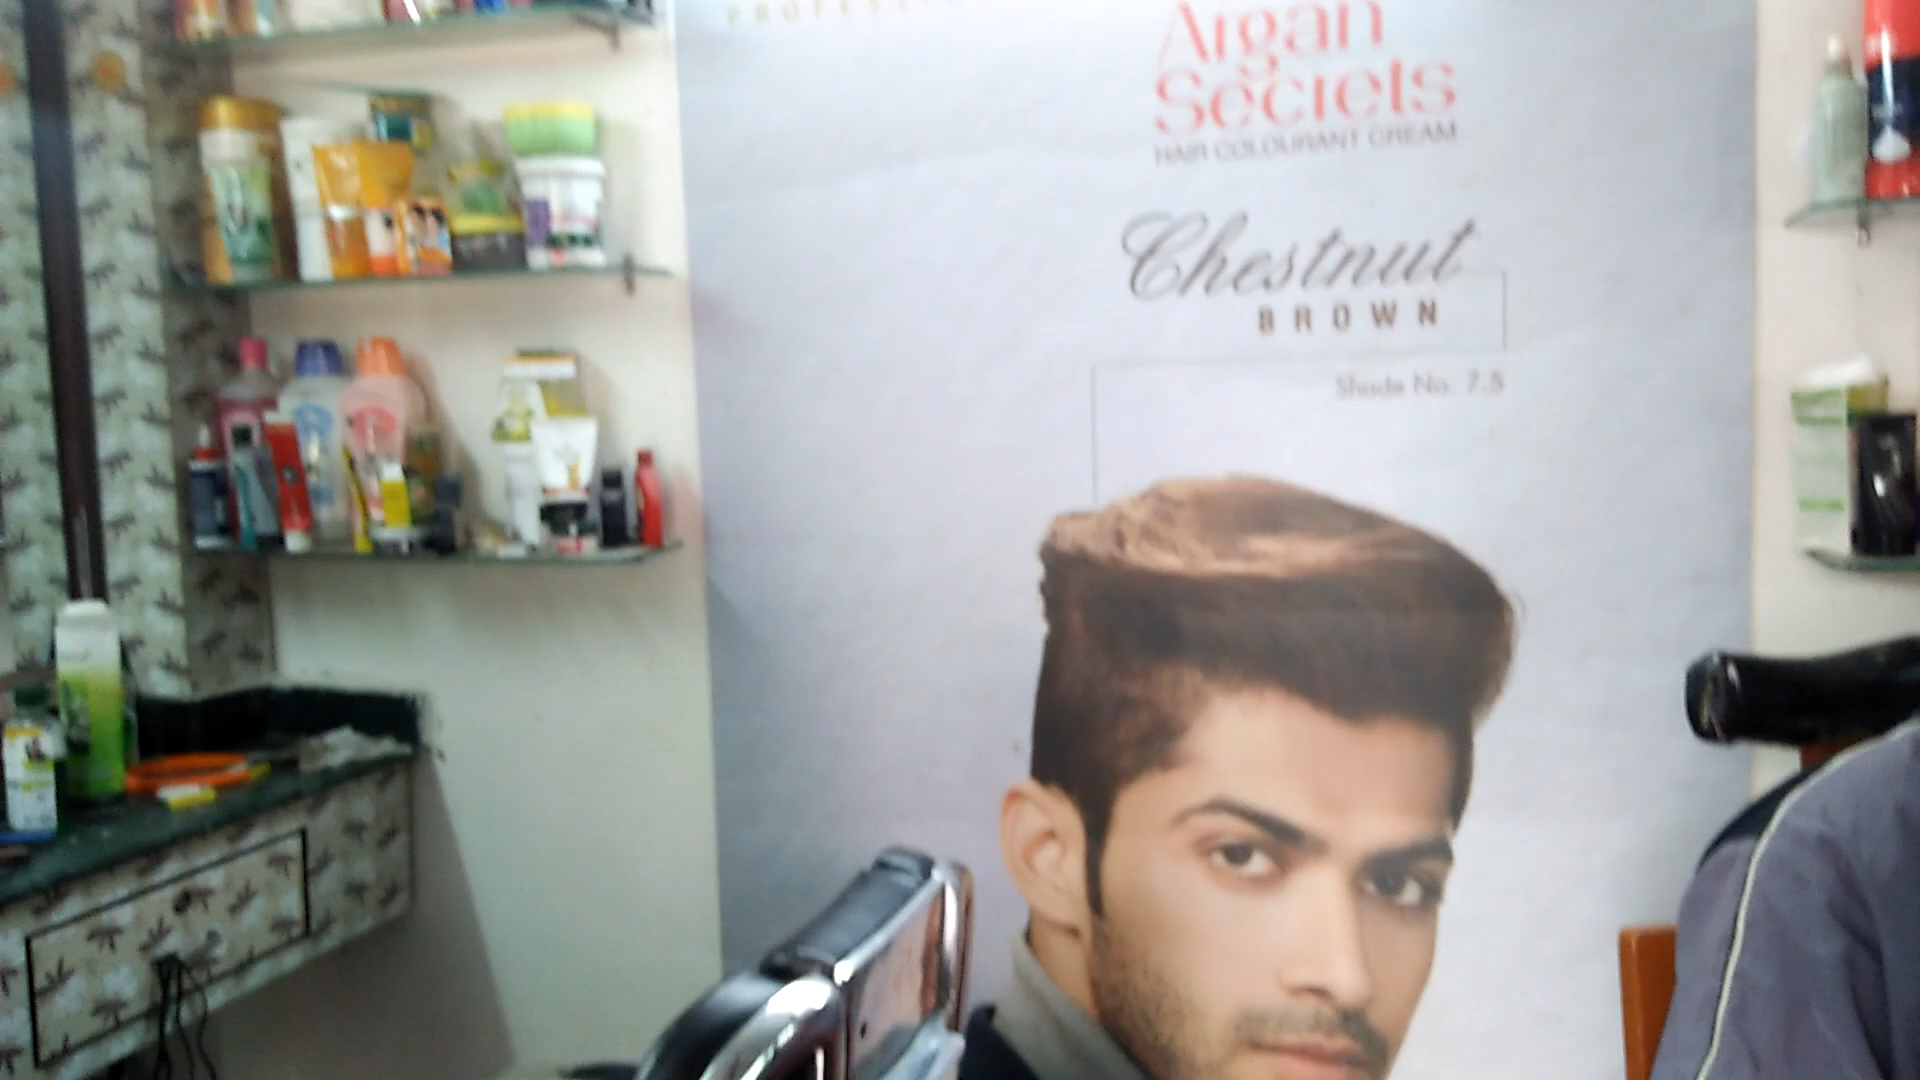 Argan
Secrets
HAIR COLOURANT CREAM
Chestnut
BROWN
Shade No. 7.5